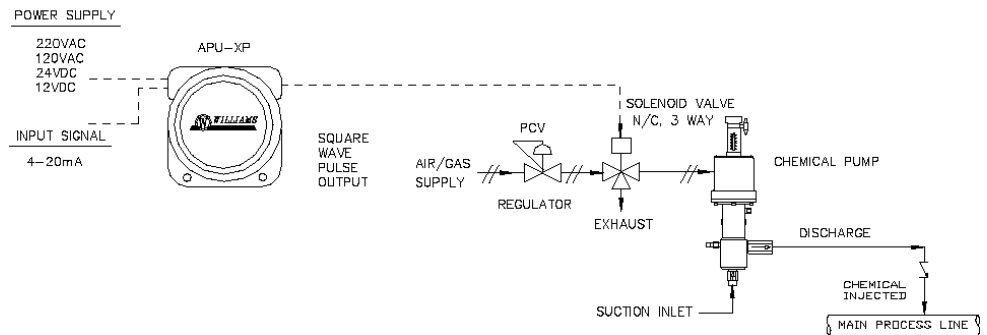 POWER SUPPLY
220VAC
120VAC
24VDC
12VDC
INPUT SIGNAL
4-20mA
APU-XP
WILLIAMS
SQUARE
WAVE
PULSE
OUTPUT
AIR/GAS
SUPPLY
PCV
REGULATOR
SOLENOID VALVE
N/C, 3 WAY
EXHAUST
CHEMICAL PUMP
DISCHARGE
SUCTION INLET
CHEMICAL
INJECTED
MAIN PROCESS LINE